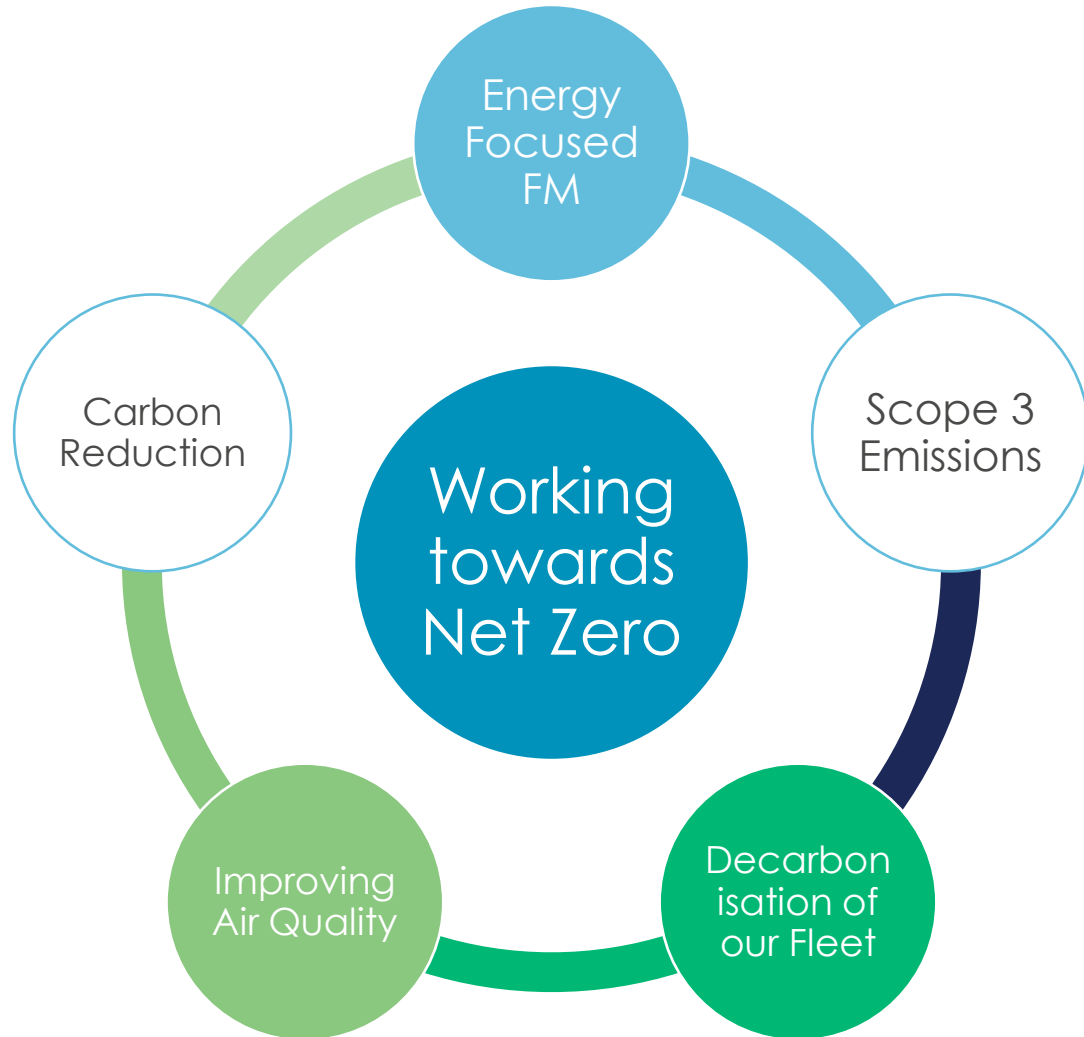 Energy
Focused
FM
Scope 3
Emissions
Decarbon
isation of
our Fleet
Improving
Air Quality
Carbon
Reduction
Working
towards
Net Zero